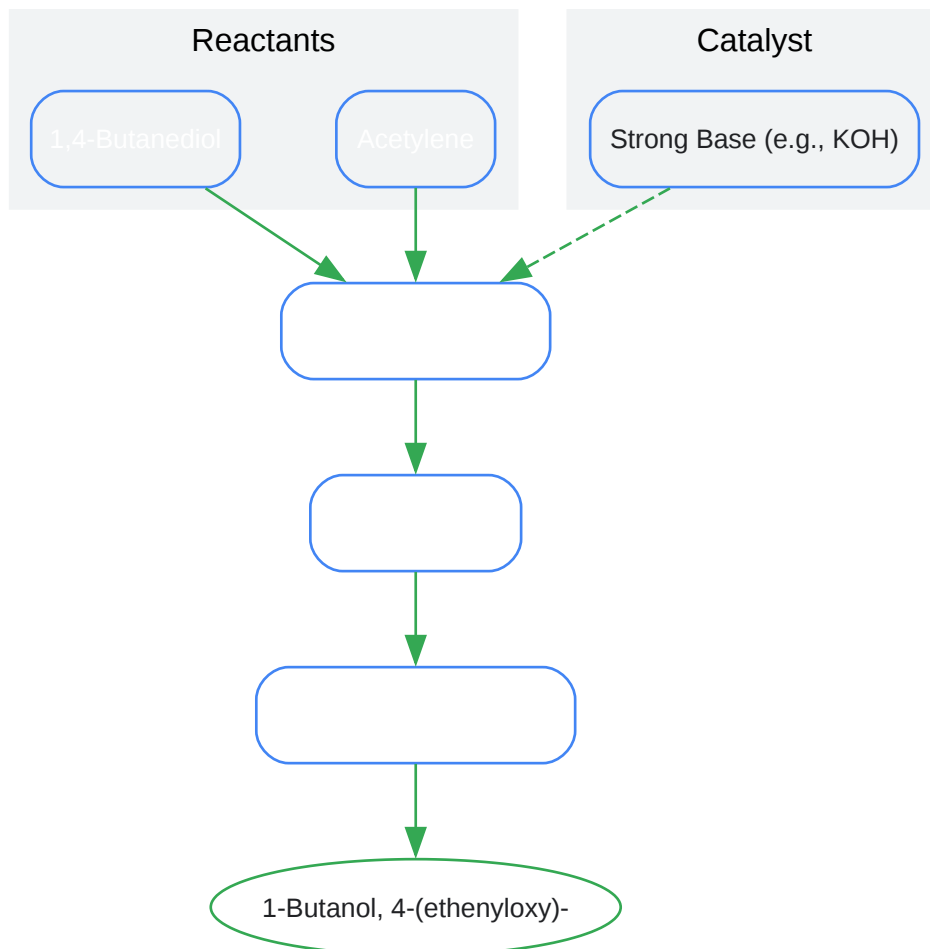 Reactants
Catalyst
1,4-Butanediol
Acetylene
Strong Base (e.g., KOH)
1-Butanol, 4-(ethenyloxy)-